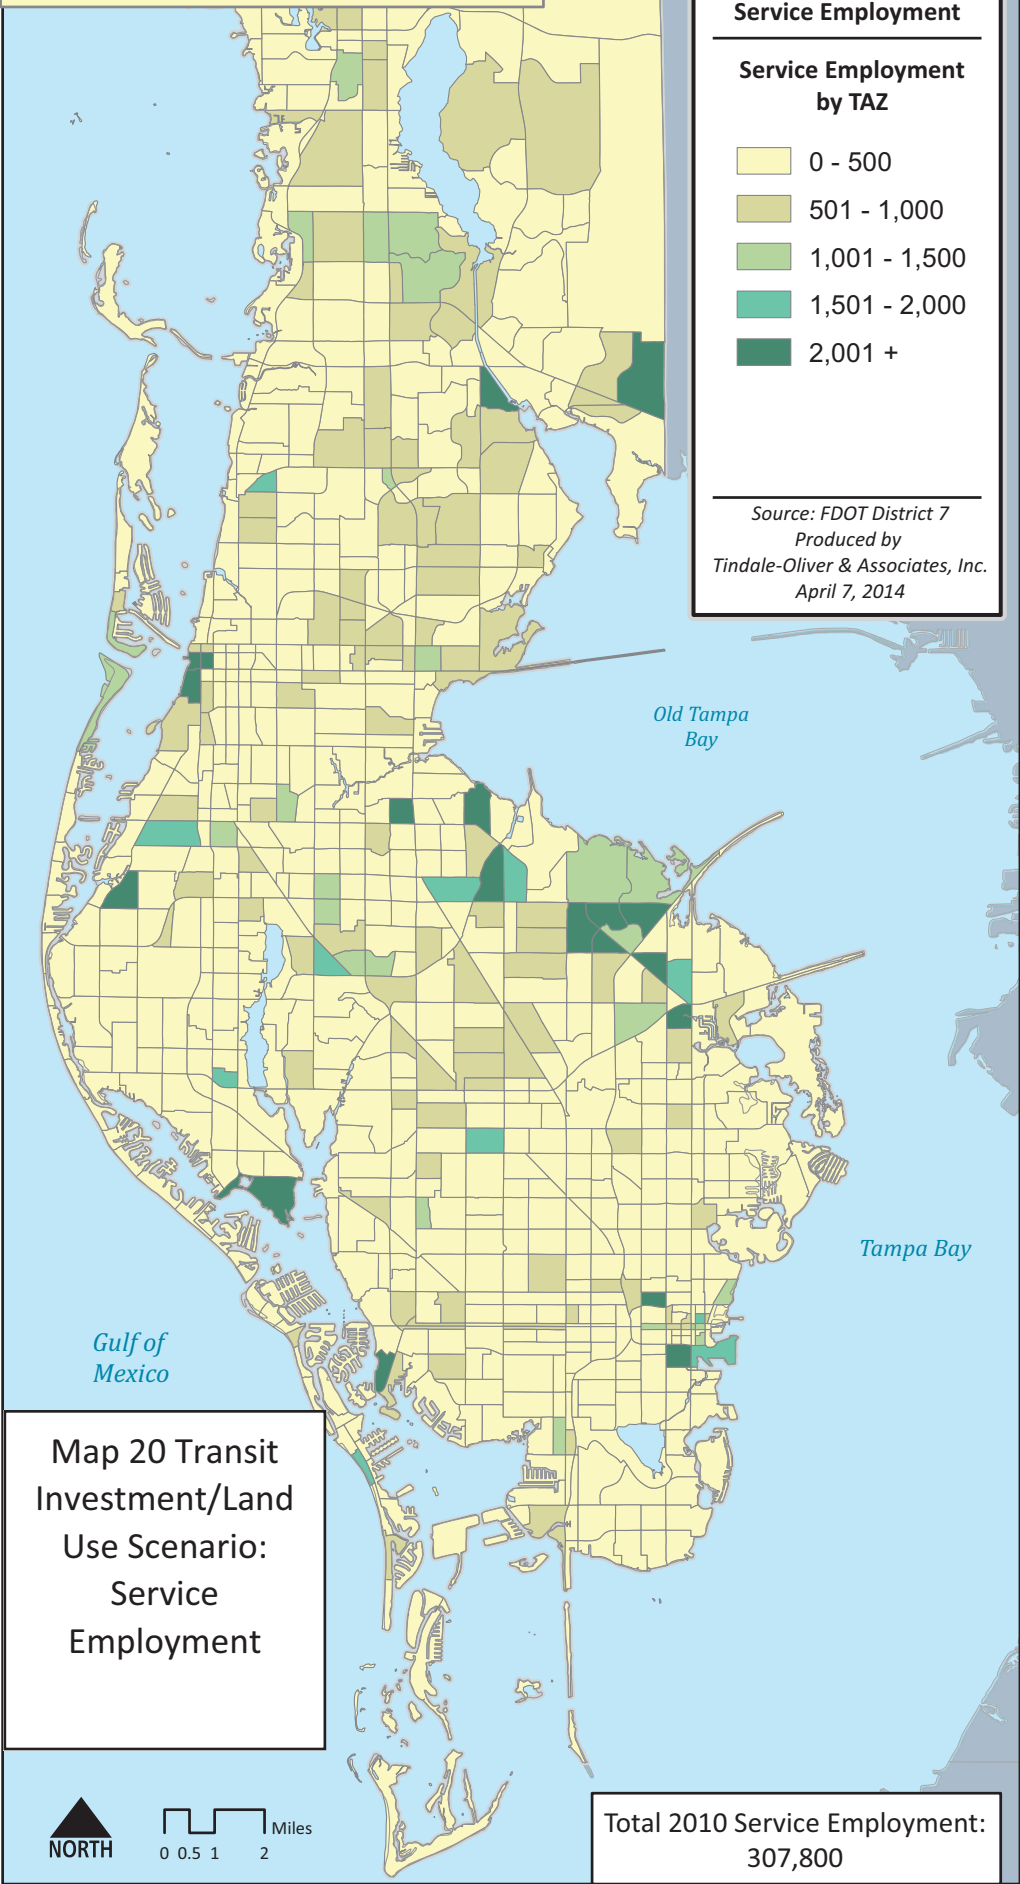 Service Employment
Service Employment
by TAZ
0 - 500
501 - 1,000
1,001 - 1,500
1,501 - 2,000
2,001 +
Source: FDOT District 7
Produced by
Tindale-Oliver & Associates, Inc.
April 7, 2014
Old Tampa
Bay
Tampa Bay
Gulf of
Mexico
Map 20 Transit
Investment/Land
Use Scenario:
Service
Employment
NORTH
Miles
0 0.5 1 2
Total 2010 Service Employment:
307,800